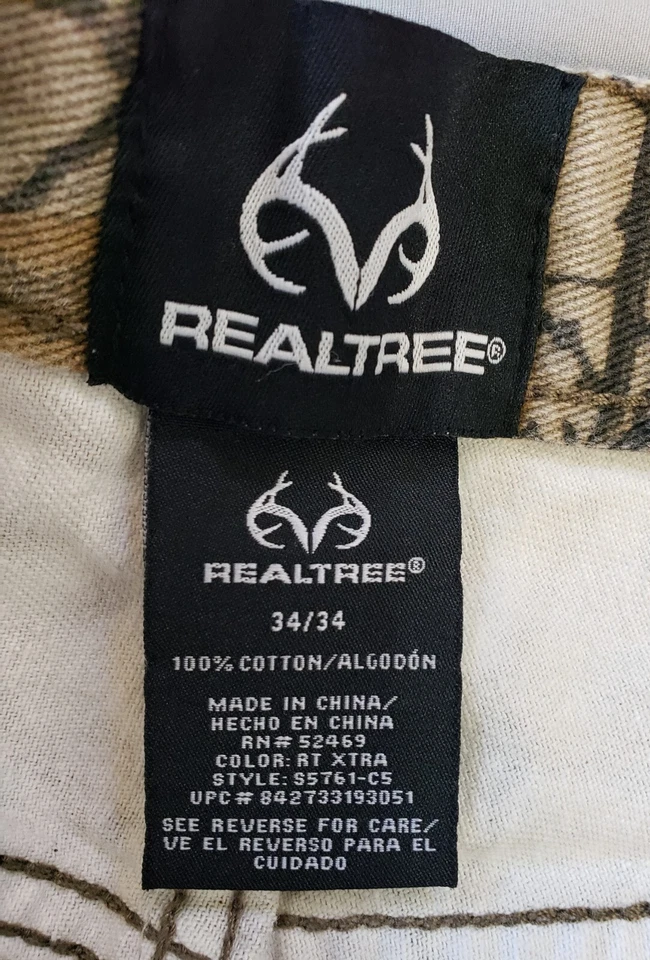 REALTREE®
REALTREE®
34/34
100% COTTON/ALGODÓN
MADE IN CHINA/
HECHO EN CHINA
RN# 52469
COLOR: RT XTRA
STYLE: S5761-C5
UPC# 842733193051
SEE REVERSE FOR CARE/
VE EL REVERSO PARA EL
CUIDADO